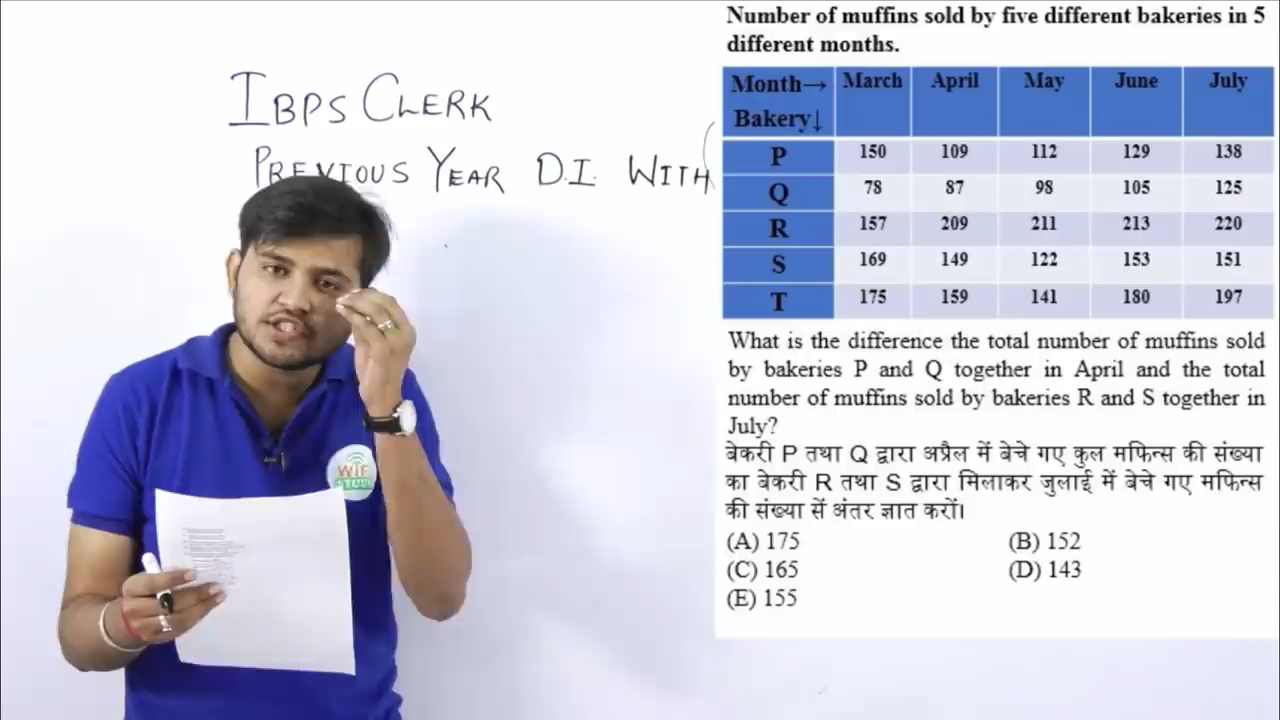 IBPS CLERK
PREVIOUS YEAR D.I. WITH
WiFi
Number of muffins sold by five different bakeries in 5
different months.
Month→ March April May June July
Bakery↓
P 150 109 112 129 138
Q 78 87 98 105 125
R 157 209 211 213 220
S 169 149 122 153 151
T 175 159 141 180 197
What is the difference the total number of muffins sold
by bakeries P and Q together in April and the total
number of muffins sold by bakeries R and S together in
July?
बेकरी P तथा Q द्वारा अप्रैल में बेचे गए कुल मफिन्स की संख्या
का बेकरी R तथा S द्वारा मिलाकर जुलाई में बेचे गए मफिन्स
की संख्या सें अंतर ज्ञात करों।
(A) 175 (B) 152
(C) 165 (D) 143
(E) 155